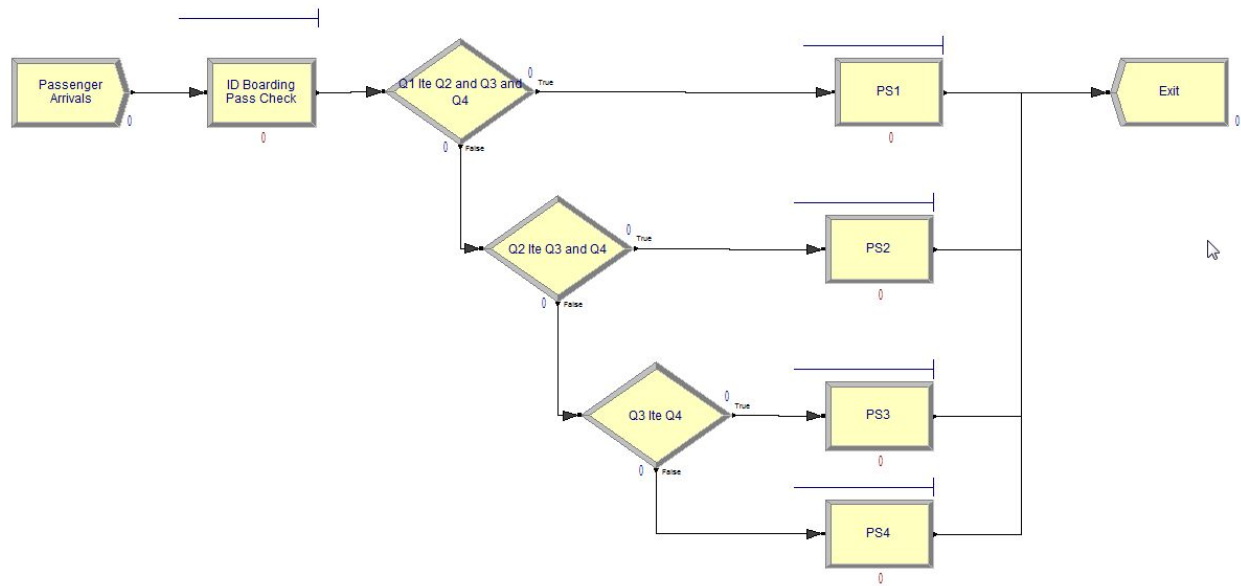 Passenger
Arrivals
0
ID Boarding
Pass Check
0
Q1 lte Q2 and Q3 and
Q4
0
True
0
False
PS1
0
Exit
0
Q2 lte Q3 and Q4
0
True
0
False
PS2
0
Q3 lte Q4
0
True
0
False
PS3
0
PS4
0